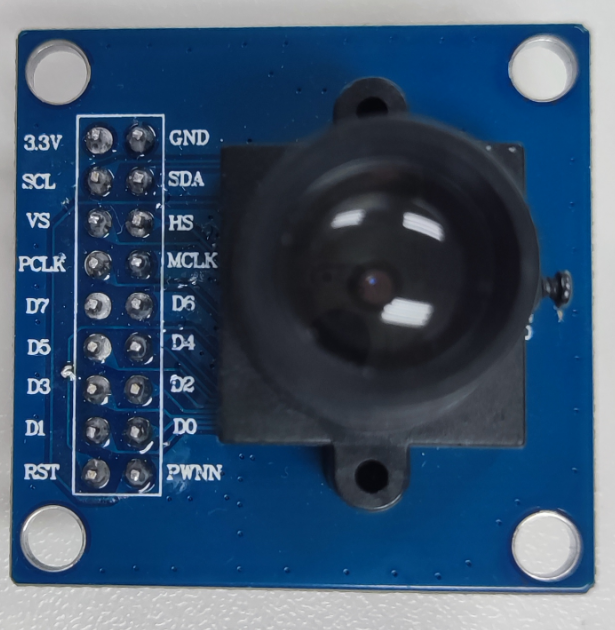 3.3V GND
SCL SDA
VS HS
PCLK MCLK
D7 D6
D5 D4
D3 D2
D1 D0
RST PWNN